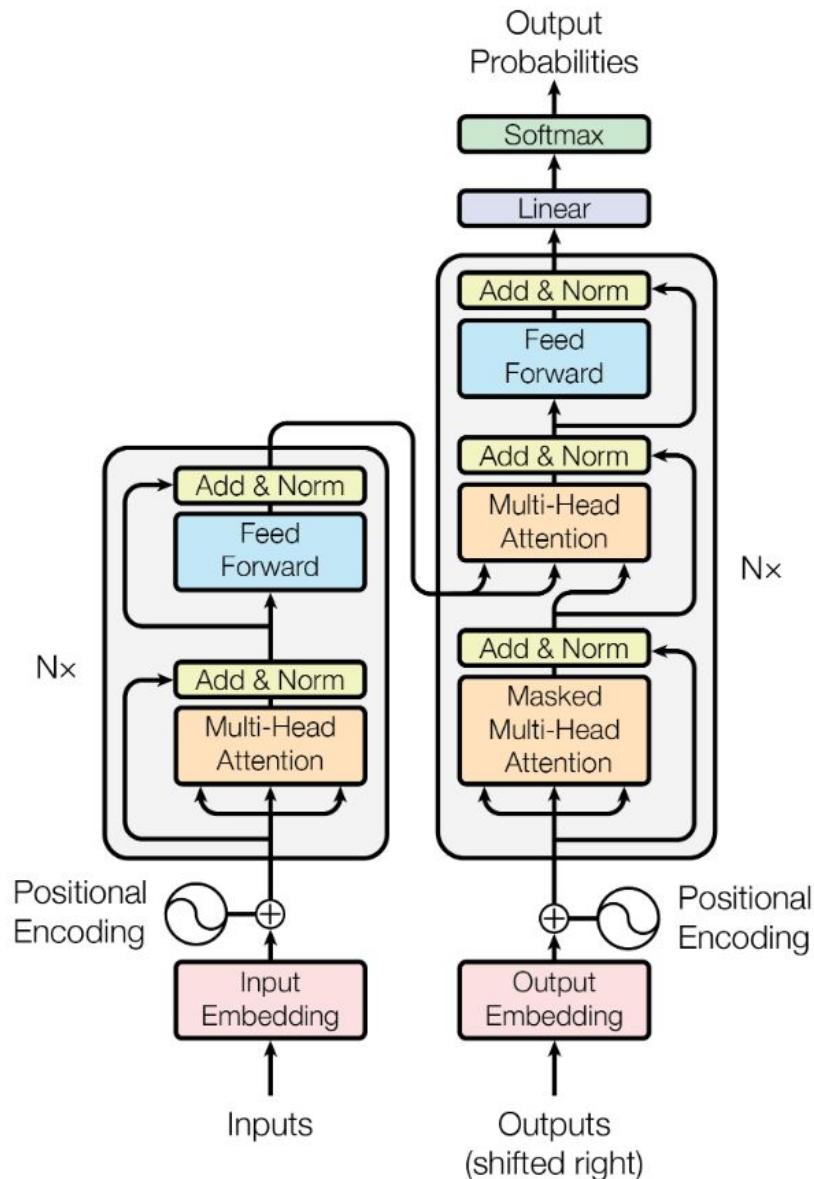 Output
Probabilities
Softmax
Linear
Add & Norm
Feed
Forward
Add & Norm
Multi-Head
Attention
Add & Norm
Masked
Multi-Head
Attention
N×
Add & Norm
Feed
Forward
Add & Norm
Multi-Head
Attention
N×
Positional
Encoding
Positional
Encoding
Input
Embedding
Output
Embedding
Inputs
Outputs
(shifted right)